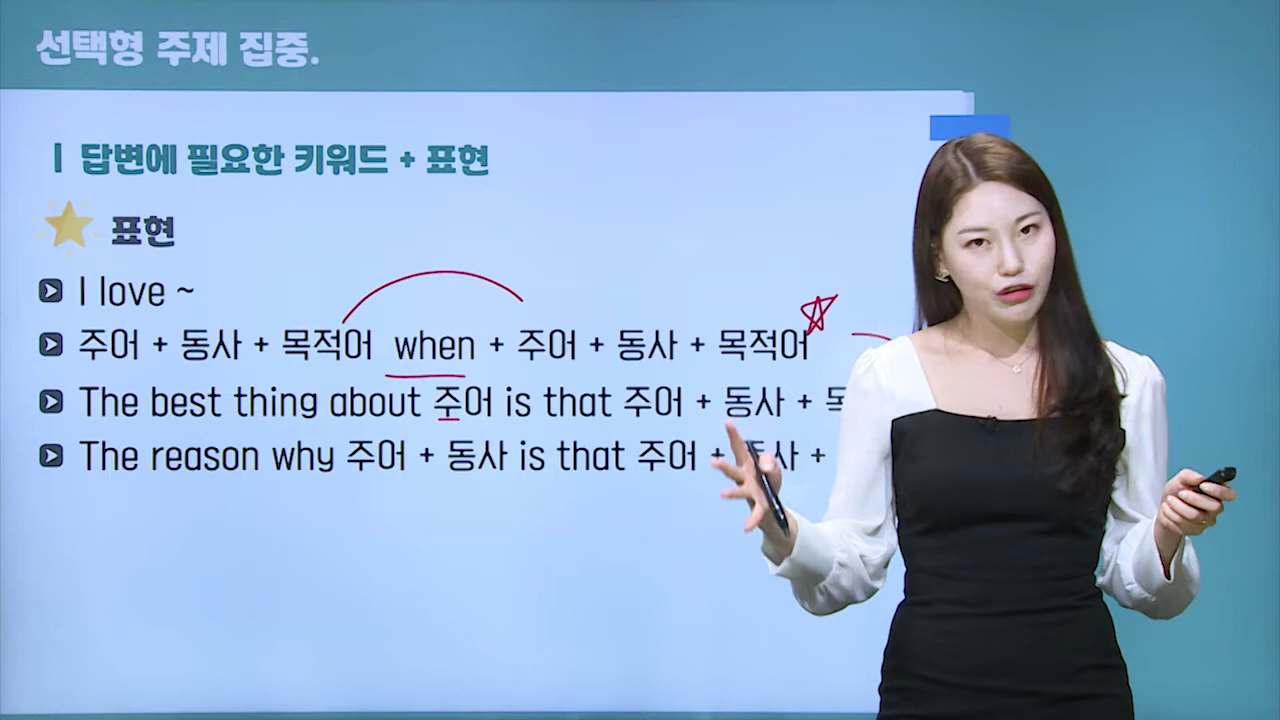 선택형 주제 집중.
I 답변에 필요한 키워드 + 표현
표현
I love ~
주어 + 동사 + 목적어 when + 주어 + 동사 + 목적어
The best thing about 주어 is that 주어 + 동사 +
The reason why 주어 + 동사 is that 주어 + 동사 +